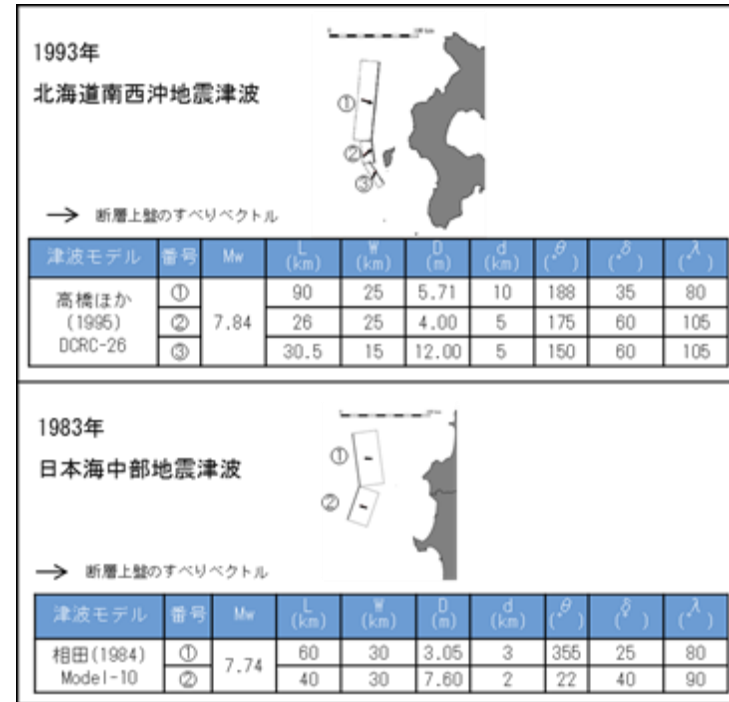 1993年
北海道南西沖地震津波
①
②
③
→ 断層上盤のすべりベクトル
津波モデル 番号 Mw L (km) W (km) D (m) d (km) θ (°) δ (°) λ (°)
高橋ほか (1995) DCRC-26 7.84
① 90 25 5.71 10 188 35 80
② 26 25 4.00 5 175 60 105
③ 30.5 15 12.00 5 150 60 105
1983年
日本海中部地震津波
①
②
→ 断層上盤のすべりベクトル
津波モデル 番号 Mw L (km) W (km) D (m) d (km) θ (°) δ (°) λ (°)
相田(1984) Model-10 7.74
① 60 30 3.05 3 355 25 80
② 40 30 7.60 2 22 40 90